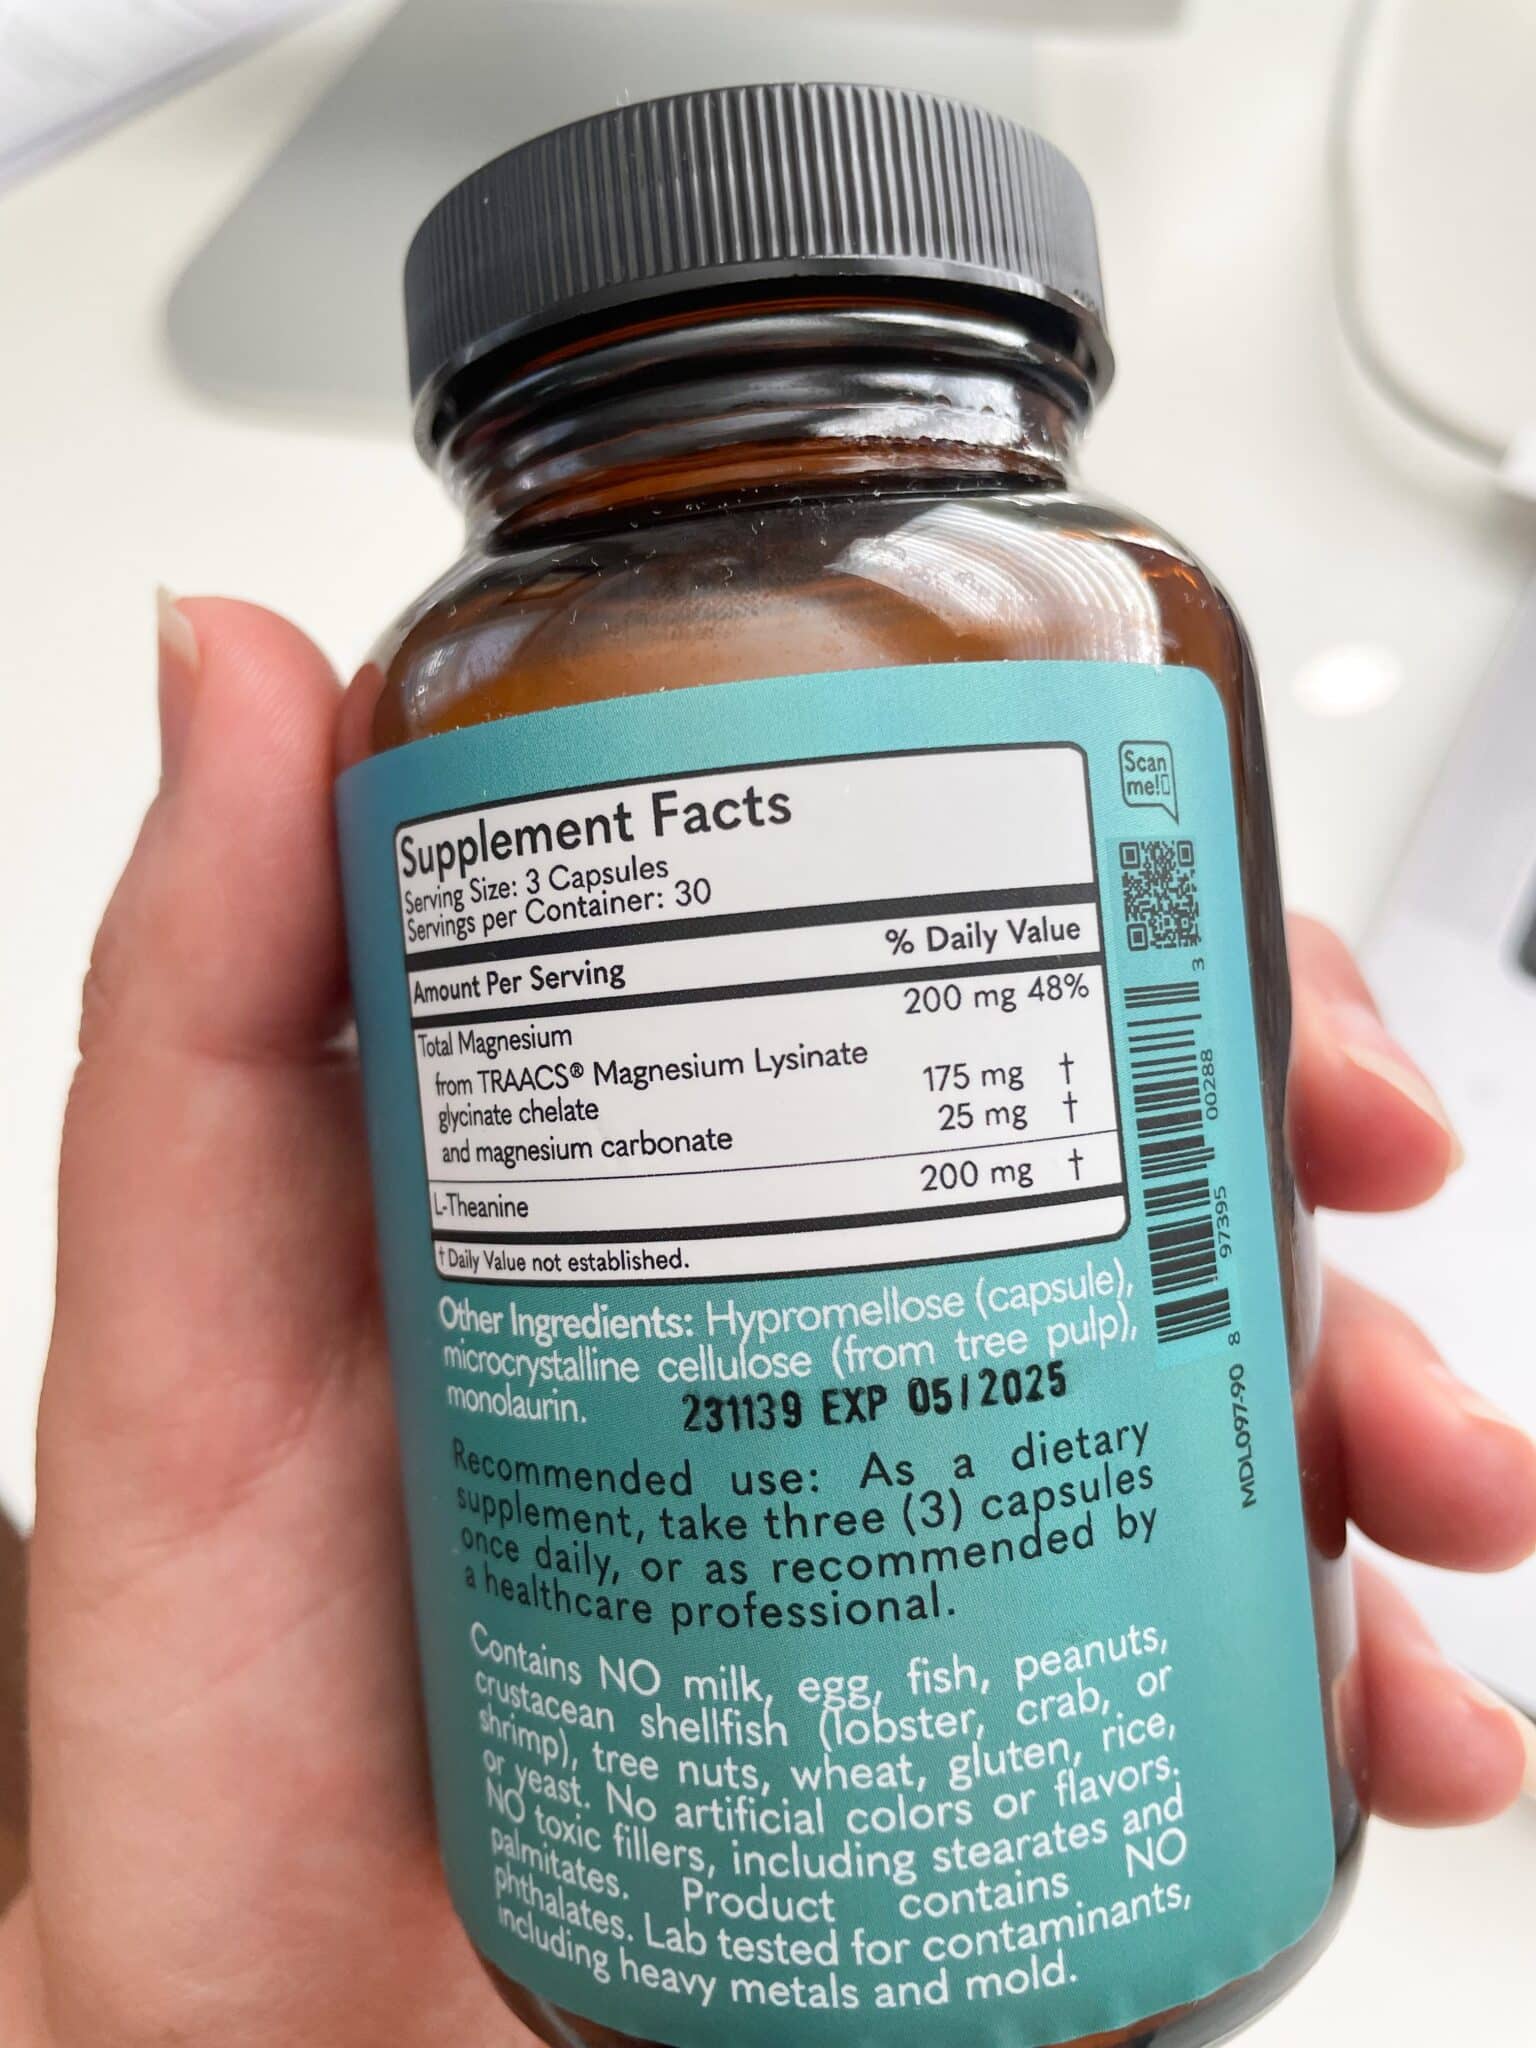 Supplement Facts
Serving Size: 3 Capsules
Servings per Container: 30
Amount Per Serving % Daily Value
Total Magnesium 200 mg 48%
from TRAACS® Magnesium Lysinate
glycinate chelate 175 mg †
and magnesium carbonate 25 mg †
L-Theanine 200 mg †
† Daily Value not established.
Other Ingredients: Hypromellose (capsule),
microcrystalline cellulose (from tree pulp),
monolaurin.
231139 EXP 05/2025
Recommended use: As a dietary
supplement, take three (3) capsules
once daily, or as recommended by
a healthcare professional.
Contains NO milk, egg, fish, peanuts,
crustacean shellfish (lobster, crab, or
shrimp), tree nuts, wheat, gluten, rice,
or yeast. No artificial colors or flavors.
NO toxic fillers, including stearates and
palmitates. Product contains NO
phthalates. Lab tested for contaminants,
including heavy metals and mold.
Scan
me!
8 97395 00288 3
MDL097-90